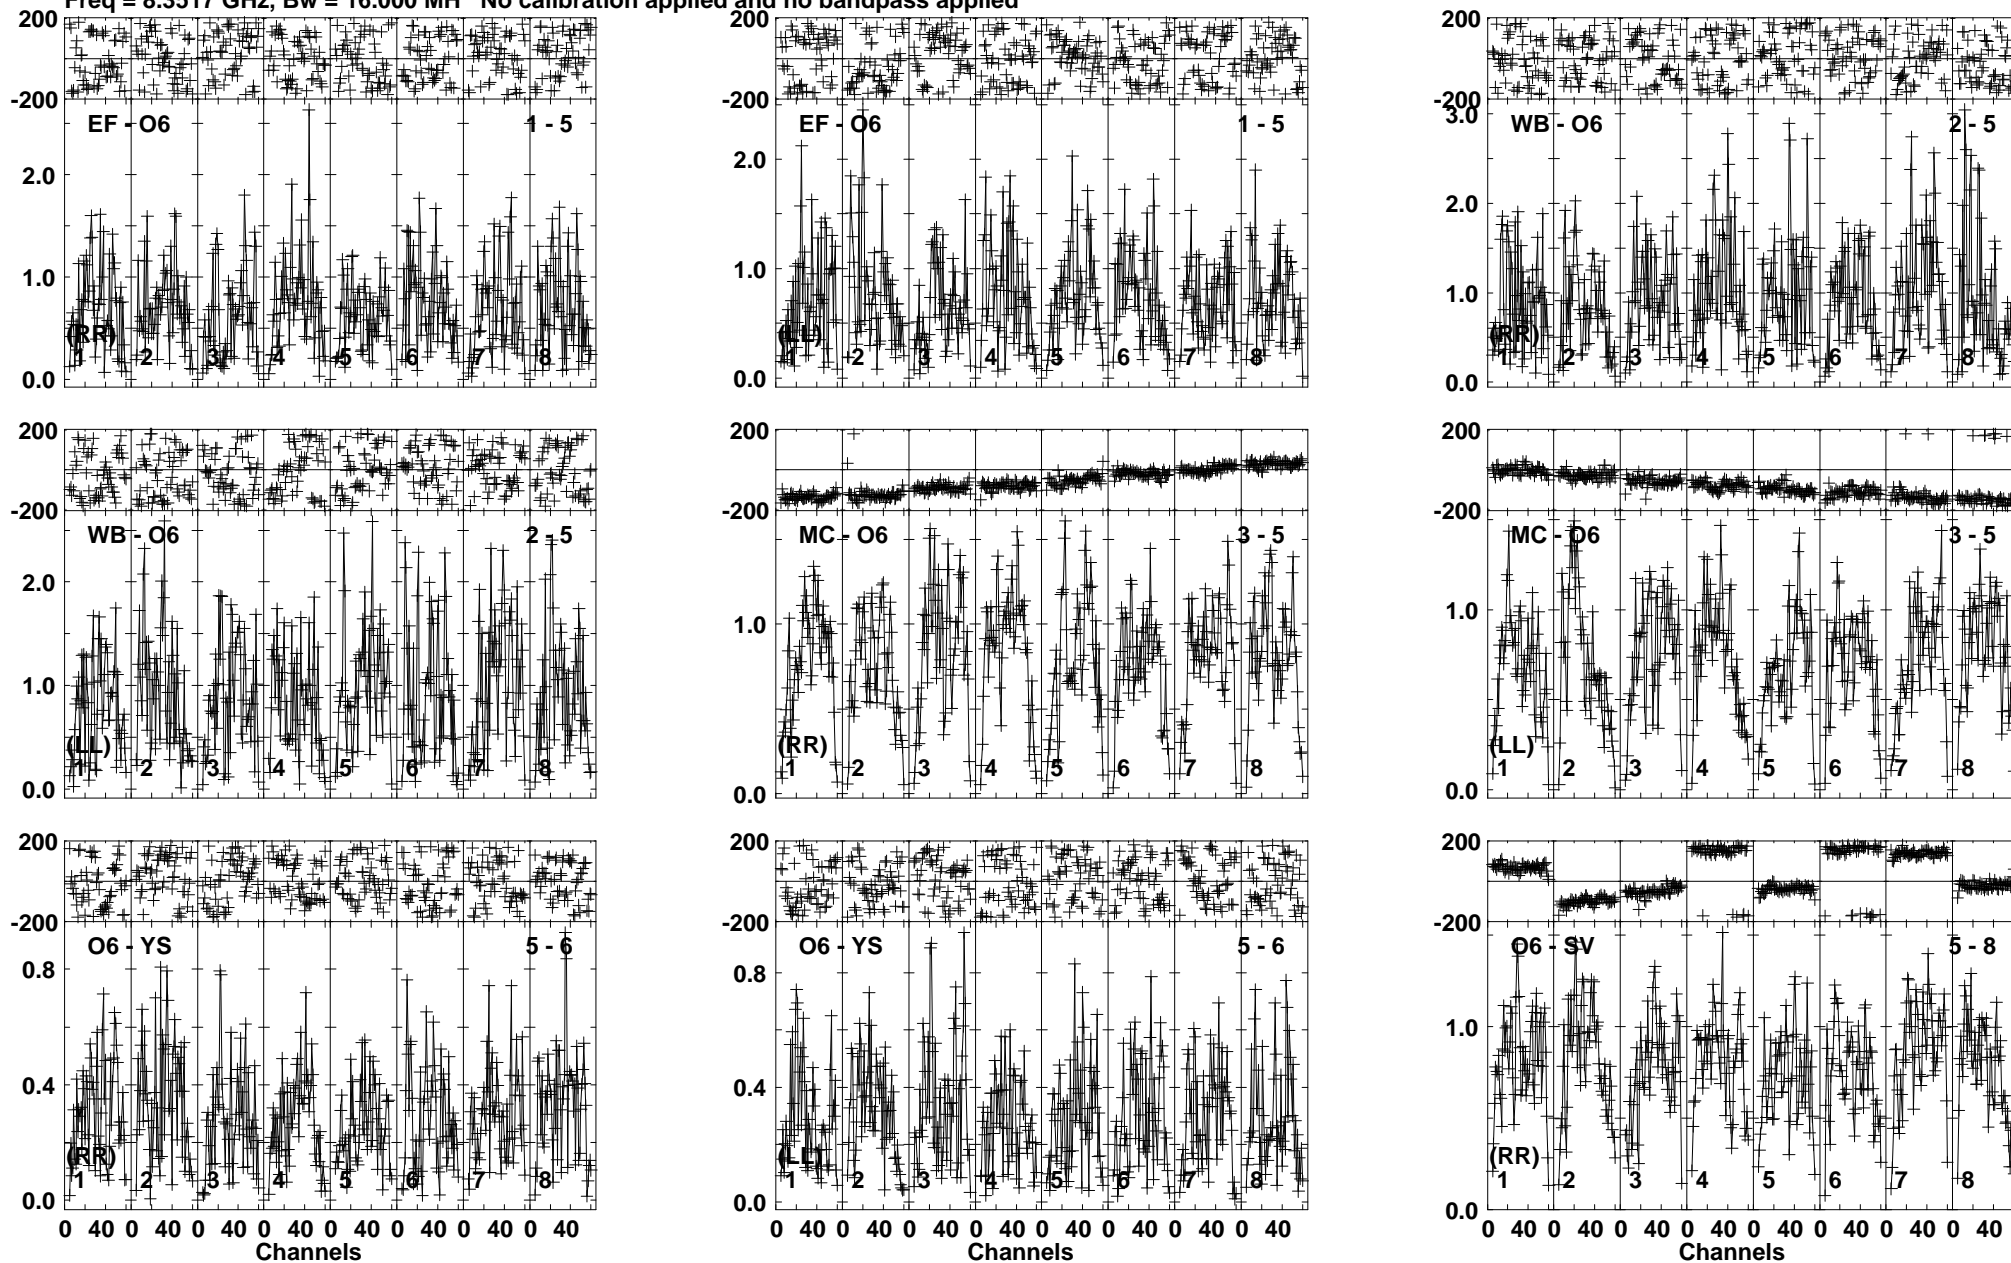 Freq = 8.3517 GHz, Bw = 16.000 MH No calibration applied and no bandpass applied
200 200 200
-200 -200 -200
EF - O6 1 - 5 EF - O6 1 - 5 WB - O6 2 - 5
3.0
2.0 2.0 2.0
1.0 1.0 1.0
(RR) (LL) (RR)
1 2 3 4 5 6 7 8 1 2 3 4 5 6 7 8 1 2 3 4 5 6 7 8
0.0 0.0 0.0
200 200 200
-200 -200 -200
WB - O6 2 - 5 MC - O6 3 - 5 MC - O6 3 - 5
2.0
1.0 1.0 1.0
(LL) (RR) (LL)
1 2 3 4 5 6 7 8 1 2 3 4 5 6 7 8 1 2 3 4 5 6 7 8
0.0 0.0 0.0
200 200 200
-200 -200 -200
O6 - YS 5 - 6 O6 - YS 5 - 6 O6 - SV 5 - 8
0.8 0.8
1.0
0.4 0.4
(RR) (LL) (RR)
1 2 3 4 5 6 7 8 1 2 3 4 5 6 7 8 1 2 3 4 5 6 7 8
0.0 0.0 0.0
0 40 0 40 0 40 0 40 0 40 0 40 0 40 0 40 0 40 0 40 0 40 0 40 0 40 0 40 0 40 0 40 0 40 0 40 0 40 0 40 0 40 0 40 0 40 0 40
Channels Channels Channels